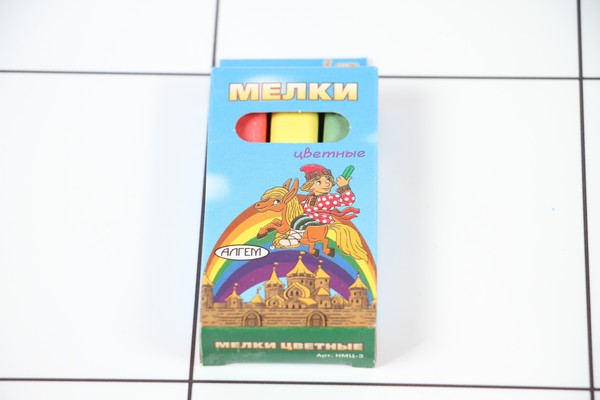 МЕЛКИ
цветные
АЛГЕМ
МЕЛКИ ЦВЕТНЫЕ
Арт. НМЦ-3